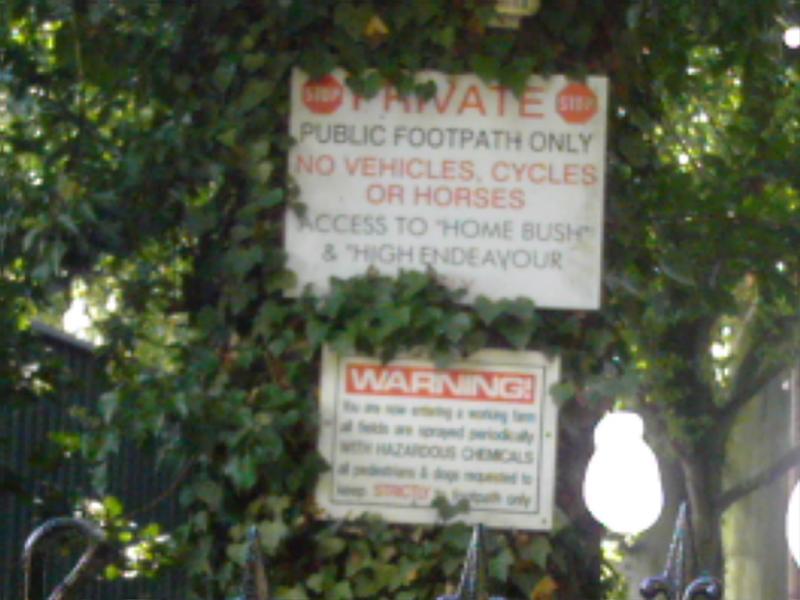 STOP PRIVATE STOP
PUBLIC FOOTPATH ONLY
NO VEHICLES, CYCLES
OR HORSES
ACCESS TO "HOME BUSH"
& "HIGH ENDEAVOUR
WARNING!
You are now entering a working farm
all fields are sprayed periodically
WITH HAZARDOUS CHEMICALS
all pedestrians & dogs requested to
keep STRICTLY footpath only